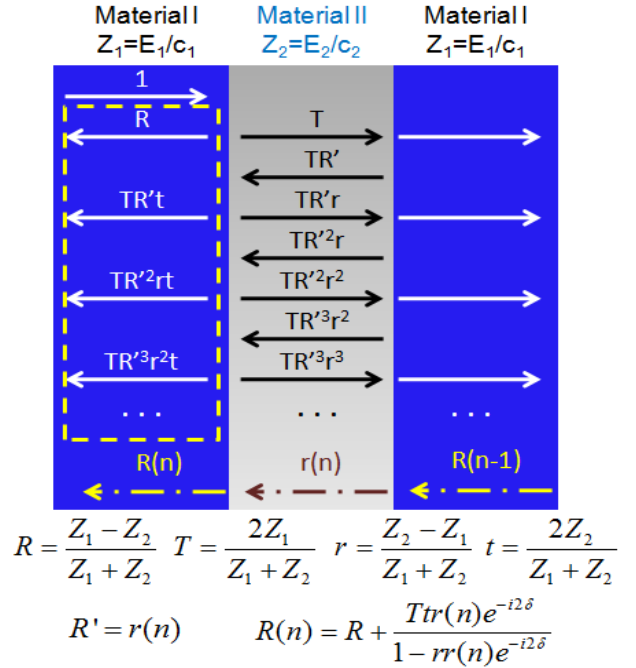 Material I Material II Material I
Z₁=E₁/c₁ Z₂=E₂/c₂ Z₁=E₁/c₁
1
R T
TR'
TR't TR'r
TR'²r
TR'²rt TR'²r²
TR'³r²
TR'³r²t TR'³r³
. . . . . . . . .
R(n) r(n) R(n-1)
R = (Z₁ − Z₂)/(Z₁ + Z₂) T = 2Z₁/(Z₁ + Z₂) r = (Z₂ − Z₁)/(Z₁ + Z₂) t = 2Z₂/(Z₁ + Z₂)
R' = r(n) R(n) = R + Ttr(n)e^{−i2δ}/(1 − rr(n)e^{−i2δ})